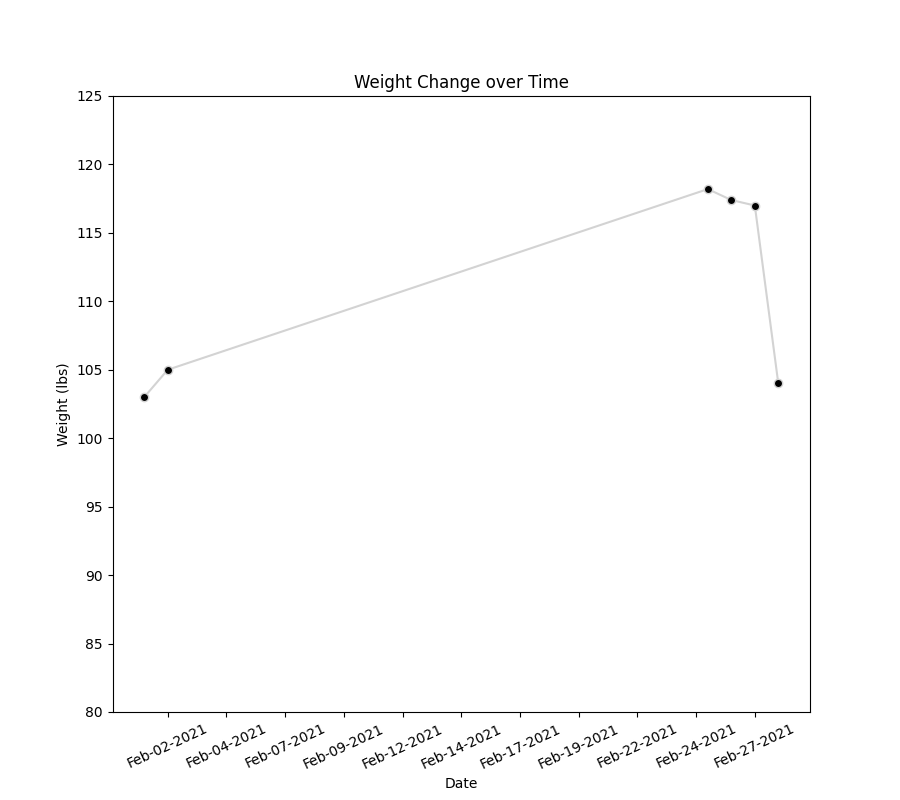 Weight Change over Time
125
120
115
110
105
100
95
90
85
80
Weight (lbs)
Feb-02-2021
Feb-04-2021
Feb-07-2021
Feb-09-2021
Feb-12-2021
Feb-14-2021
Feb-17-2021
Feb-19-2021
Feb-22-2021
Feb-24-2021
Feb-27-2021
Date